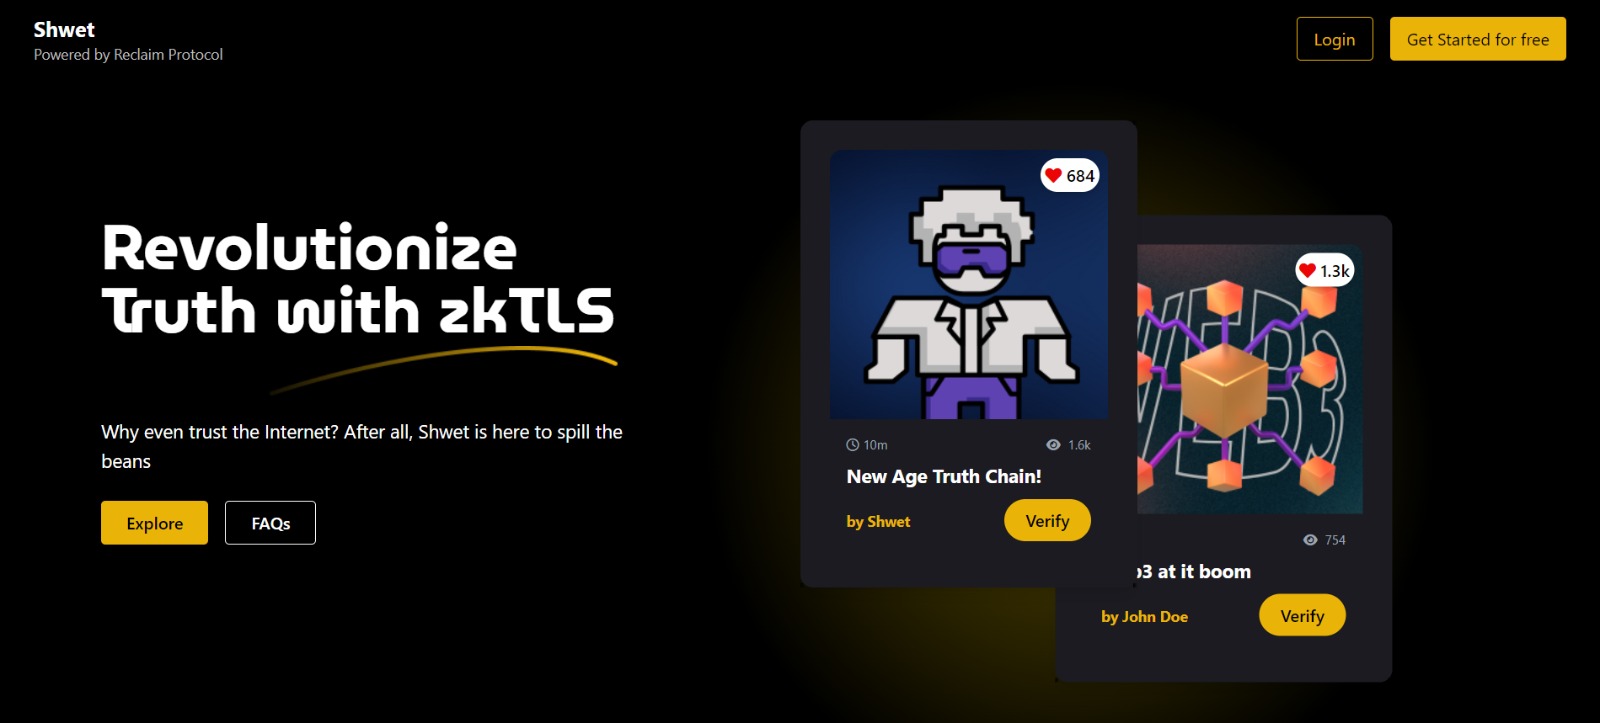 Shwet
Powered by Reclaim Protocol
Login
Get Started for free
Revolutionize
Truth with zkTLS
Why even trust the Internet? After all, Shwet is here to spill the
beans
Explore
FAQs
684
10m
1.6k
New Age Truth Chain!
by Shwet
Verify
1.3k
WEB3
754
b3 at it boom
by John Doe
Verify